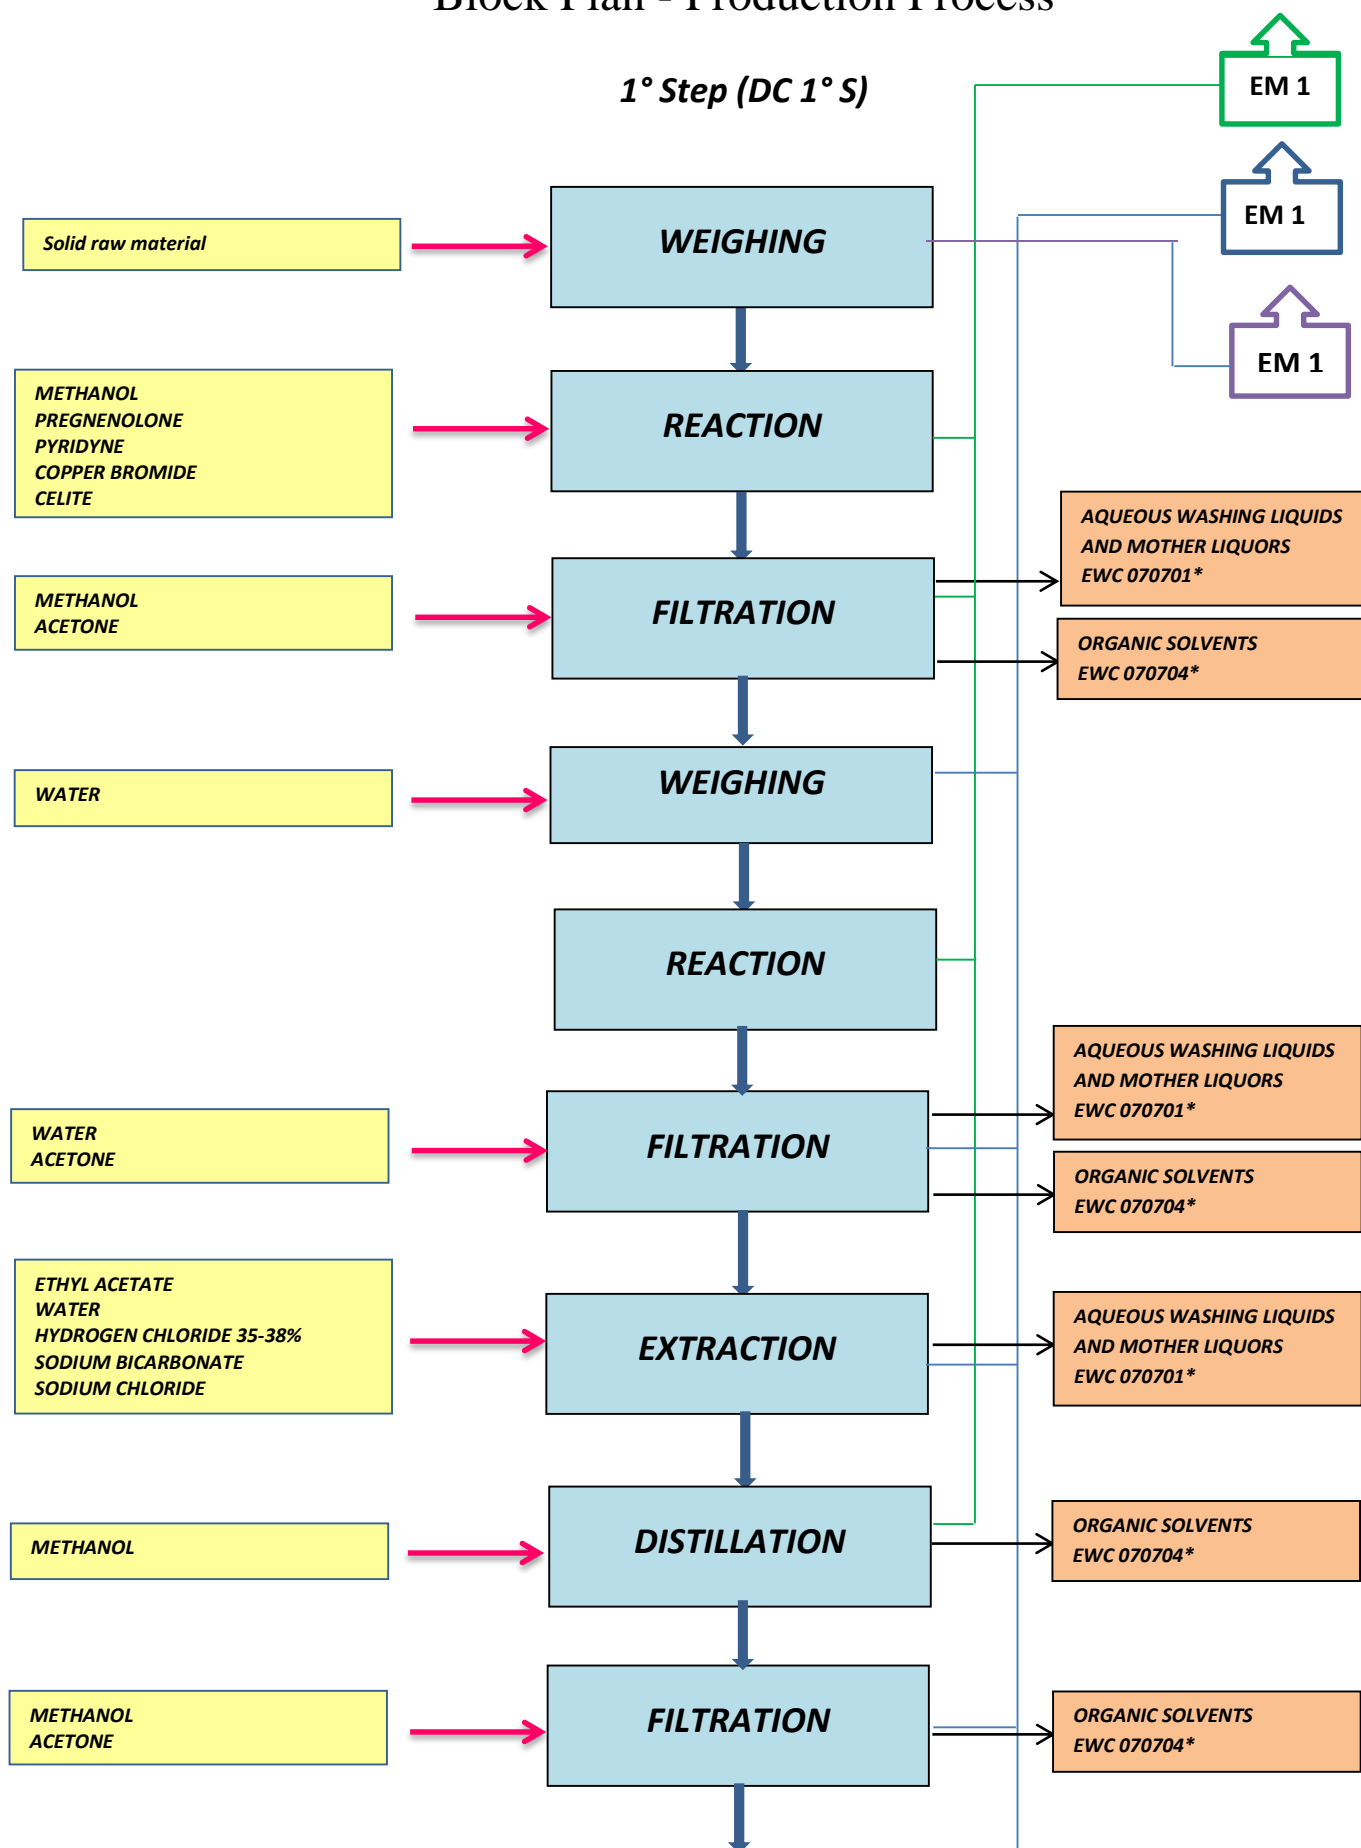 Block Plan - Production Process
1° Step (DC 1° S)
EM 1
EM 1
EM 1
Solid raw material
WEIGHING
METHANOL
PREGNENOLONE
PYRIDYNE
COPPER BROMIDE
CELITE
REACTION
METHANOL
ACETONE
FILTRATION
AQUEOUS WASHING LIQUIDS
AND MOTHER LIQUORS
EWC 070701*
ORGANIC SOLVENTS
EWC 070704*
WATER
WEIGHING
REACTION
WATER
ACETONE
FILTRATION
AQUEOUS WASHING LIQUIDS
AND MOTHER LIQUORS
EWC 070701*
ORGANIC SOLVENTS
EWC 070704*
ETHYL ACETATE
WATER
HYDROGEN CHLORIDE 35-38%
SODIUM BICARBONATE
SODIUM CHLORIDE
EXTRACTION
AQUEOUS WASHING LIQUIDS
AND MOTHER LIQUORS
EWC 070701*
METHANOL
DISTILLATION
ORGANIC SOLVENTS
EWC 070704*
METHANOL
ACETONE
FILTRATION
ORGANIC SOLVENTS
EWC 070704*